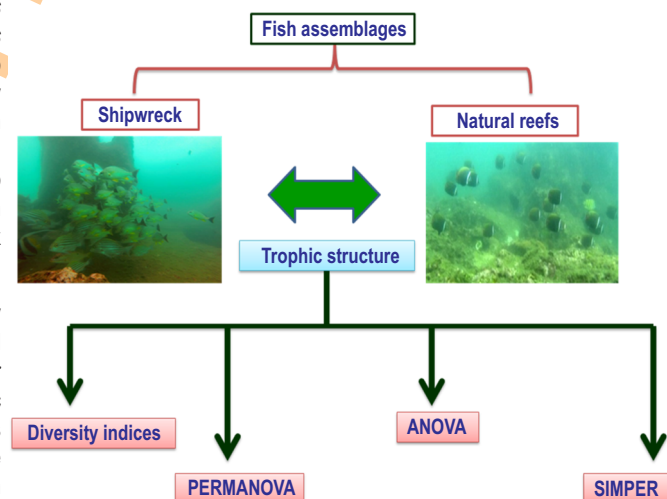 Fish assemblages
Shipwreck
Natural reefs
Trophic structure
Diversity indices
ANOVA
PERMANOVA
SIMPER